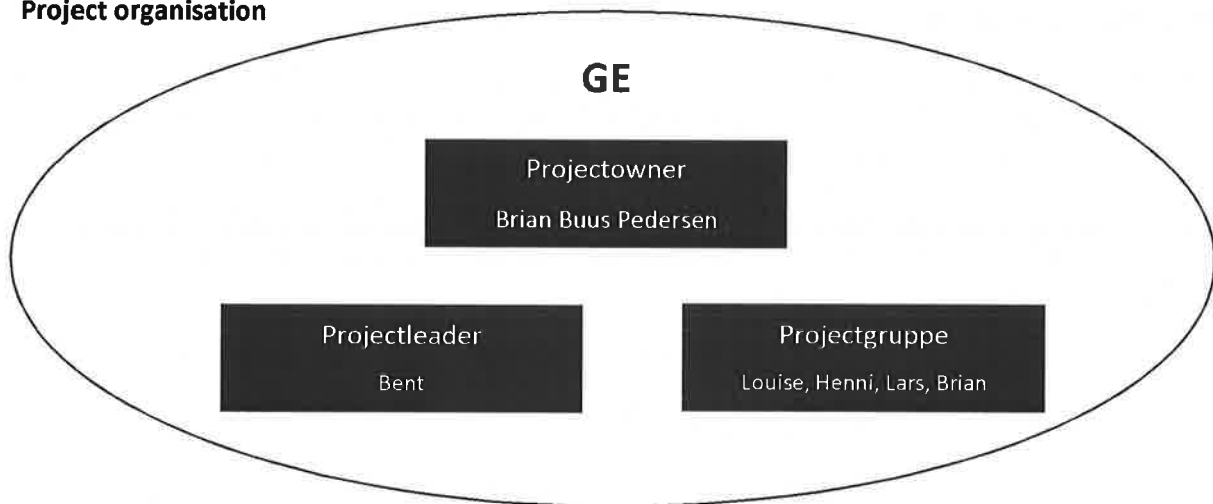 Project organisation
GE
Projectowner
Brian Buus Pedersen
Projectleader
Bent
Projectgruppe
Louise, Henni, Lars, Brian